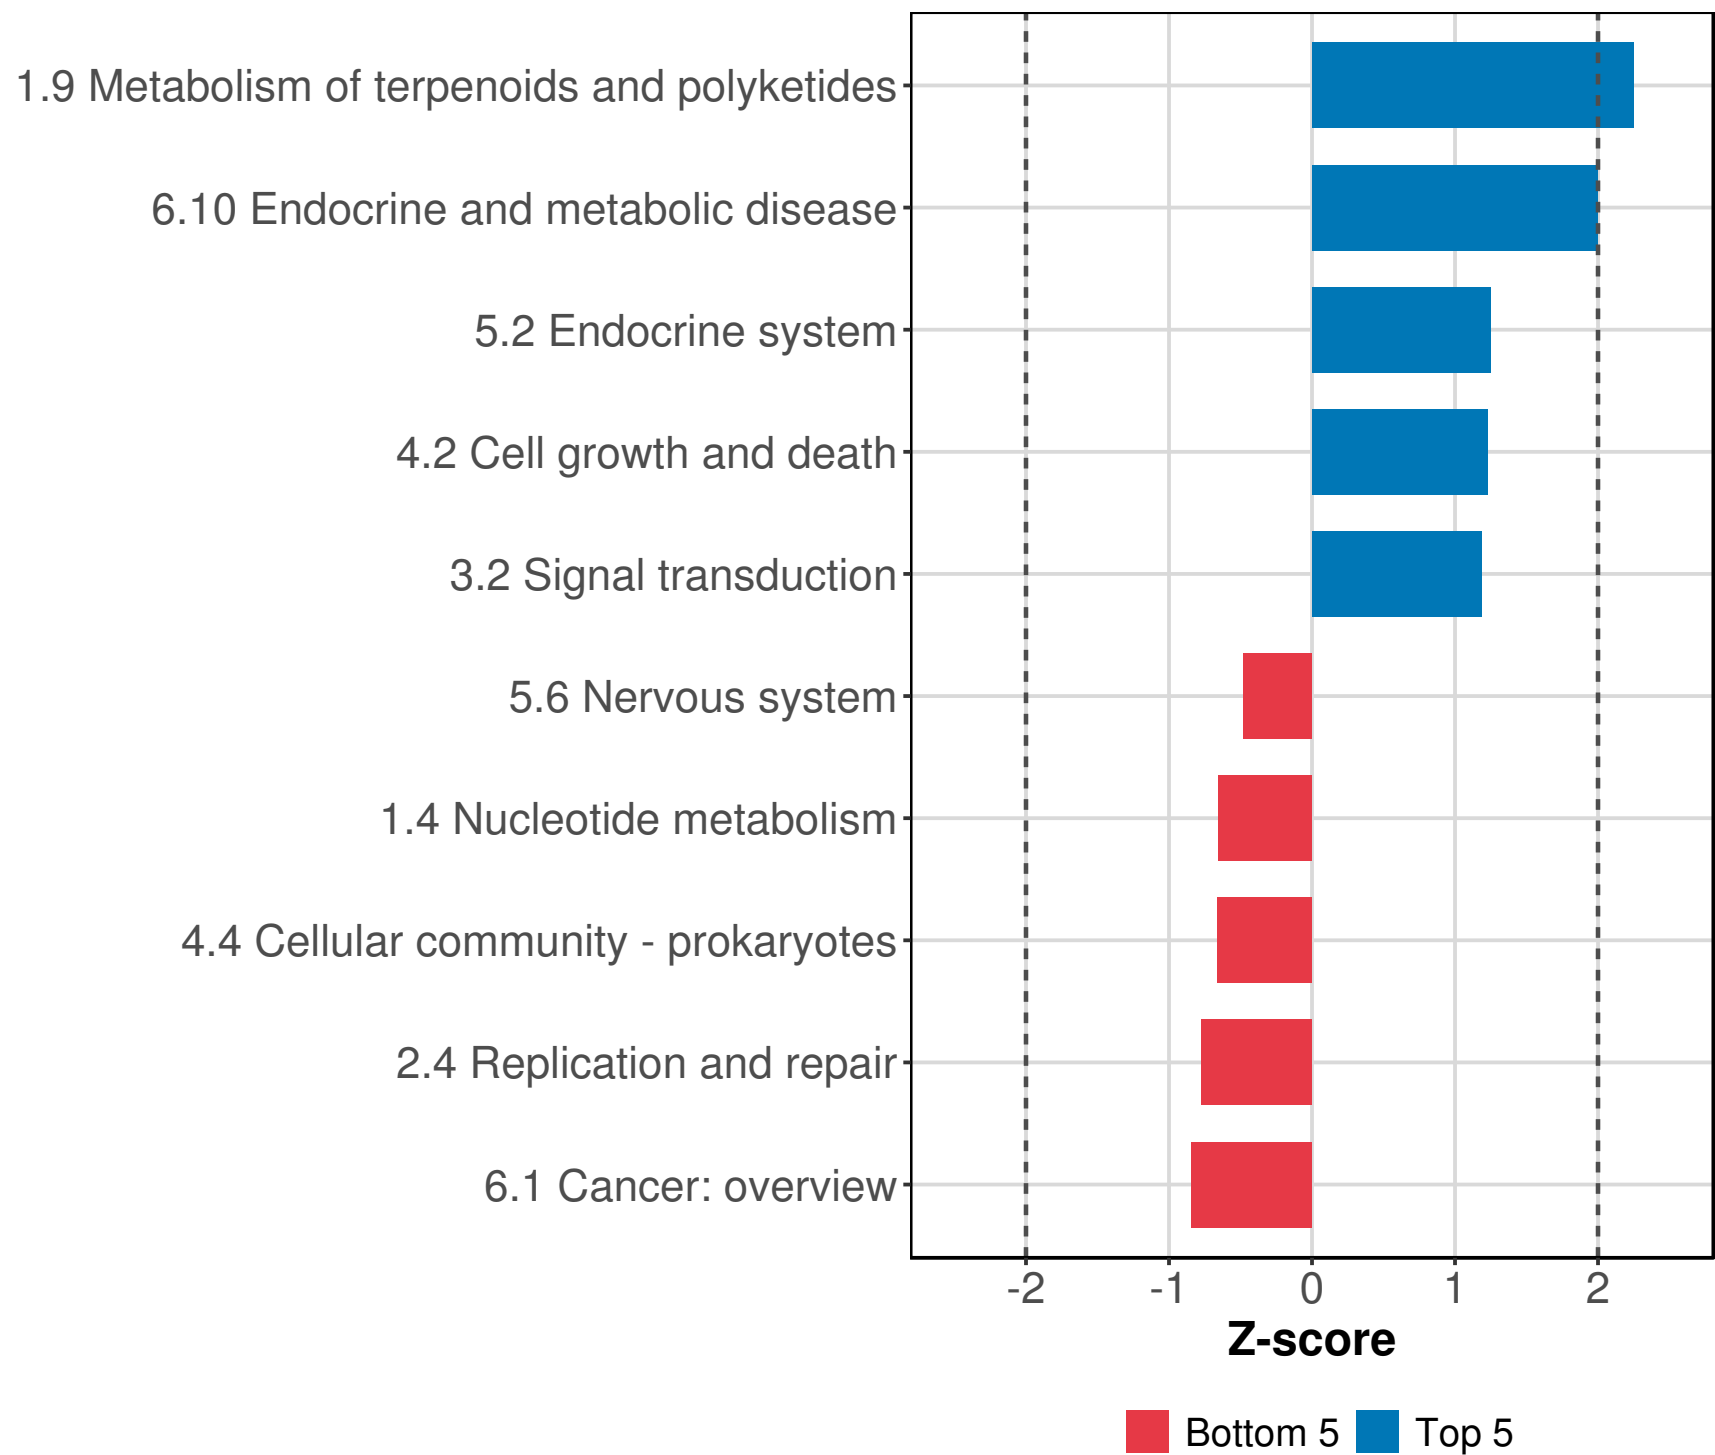 1.9 Metabolism of terpenoids and polyketides
6.10 Endocrine and metabolic disease
5.2 Endocrine system
4.2 Cell growth and death
3.2 Signal transduction
5.6 Nervous system
1.4 Nucleotide metabolism
4.4 Cellular community - prokaryotes
2.4 Replication and repair
6.1 Cancer: overview
-2 -1 0 1 2
Z-score
Bottom 5 Top 5